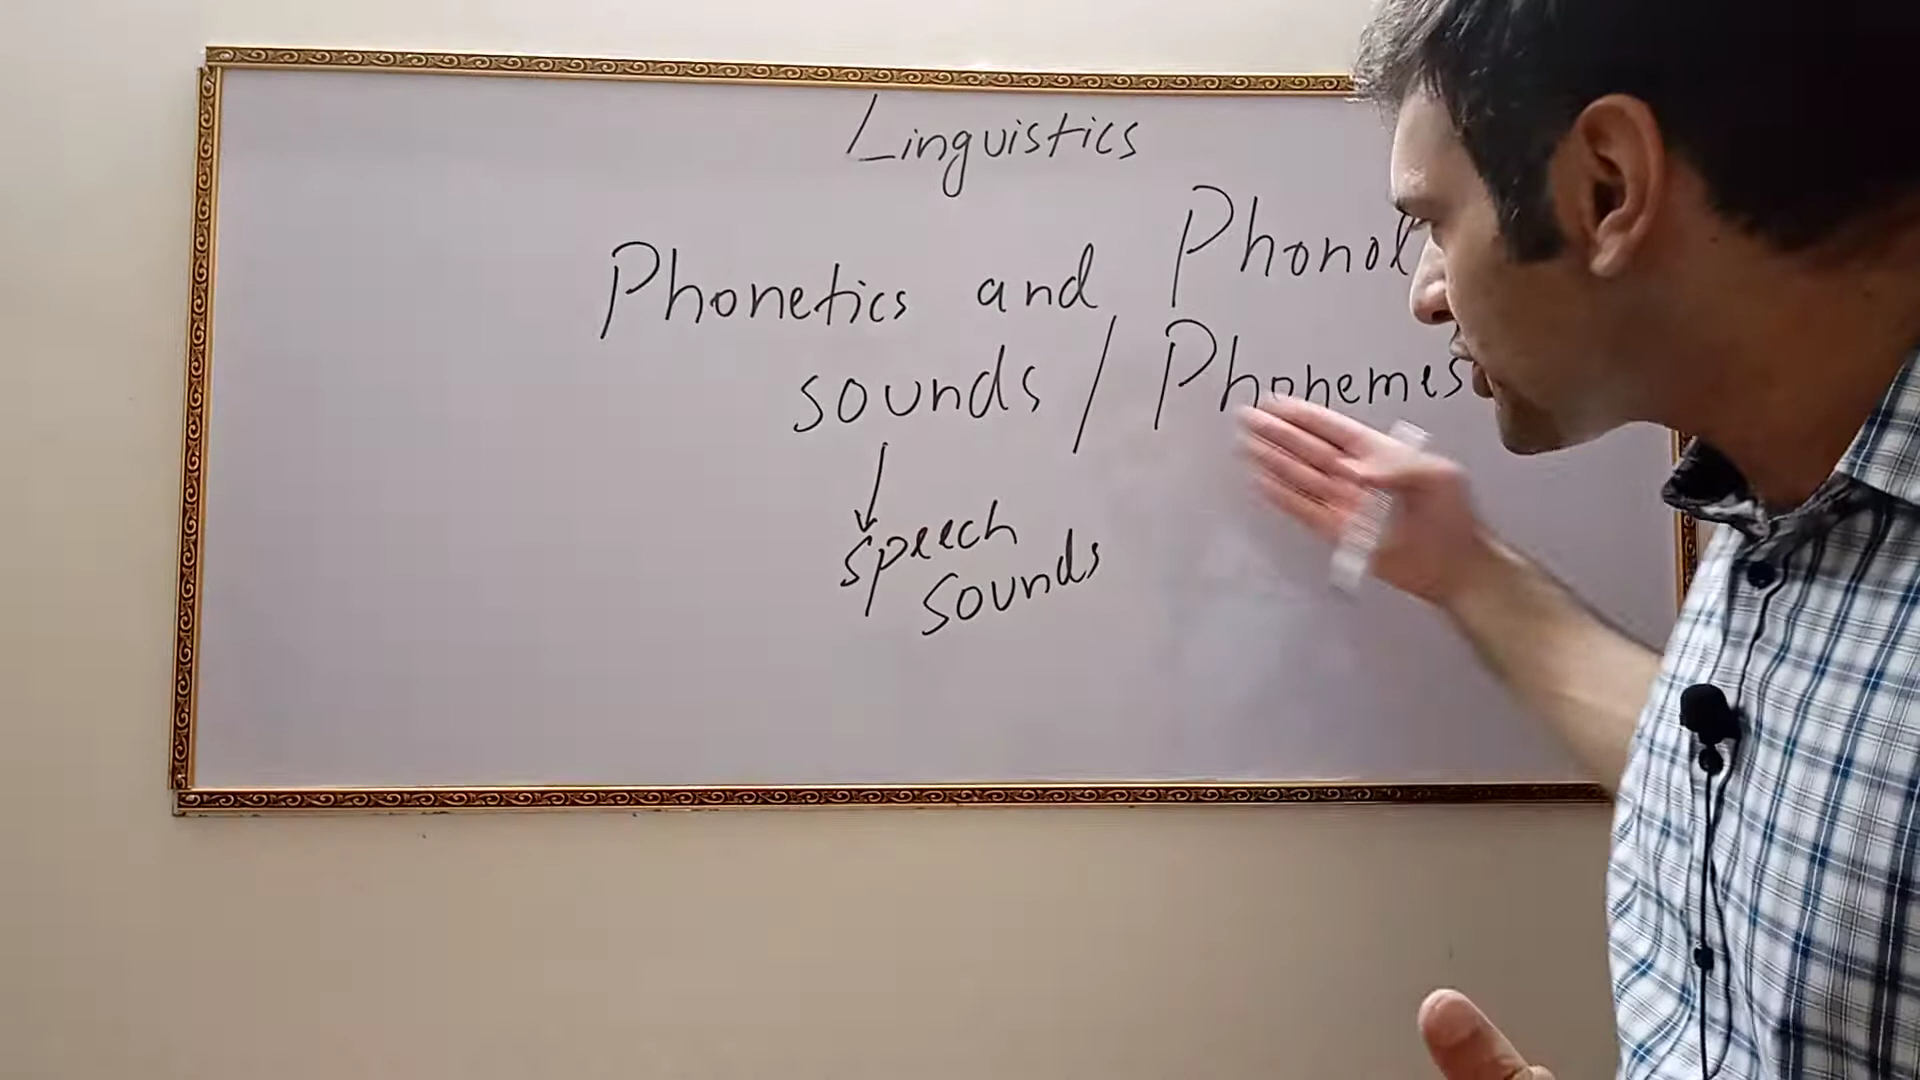 Linguistics
Phonetics and Phonol
sounds / Phonemes
speech
sounds